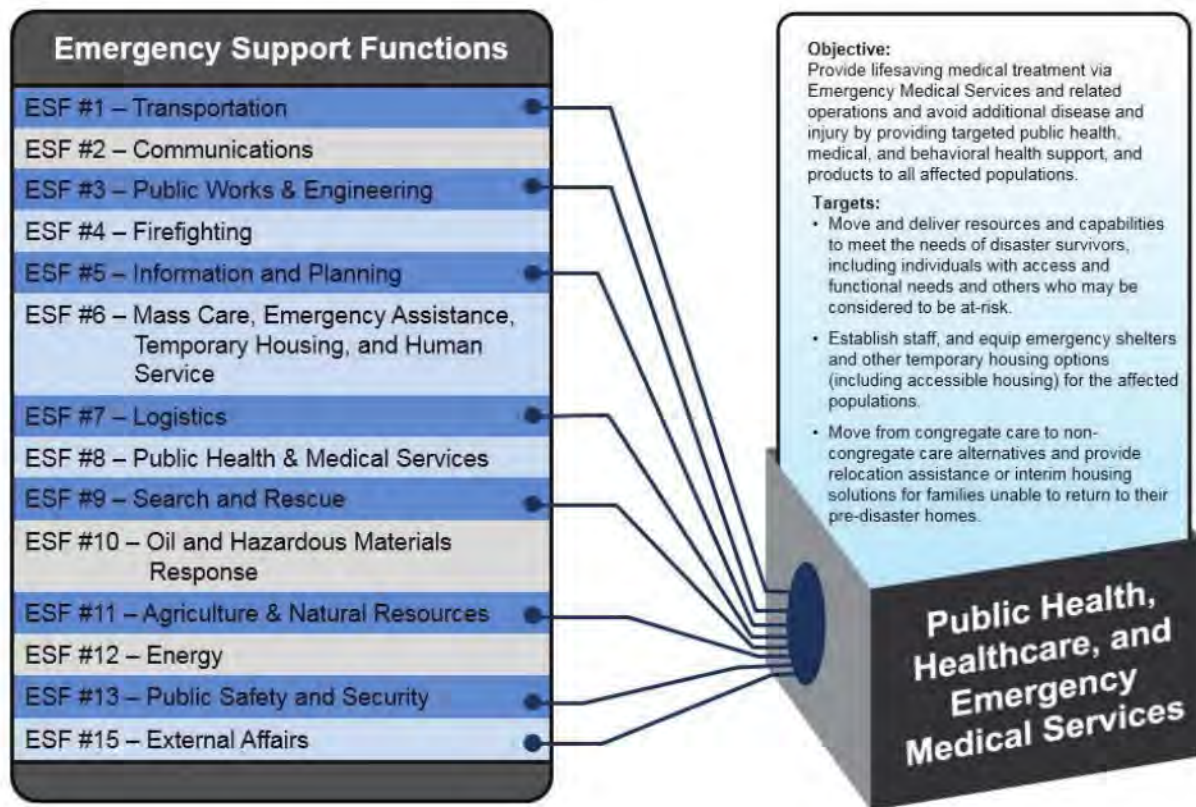 Emergency Support Functions
ESF #1 – Transportation
ESF #2 – Communications
ESF #3 – Public Works & Engineering
ESF #4 – Firefighting
ESF #5 – Information and Planning
ESF #6 – Mass Care, Emergency Assistance,
Temporary Housing, and Human
Service
ESF #7 – Logistics
ESF #8 – Public Health & Medical Services
ESF #9 – Search and Rescue
ESF #10 – Oil and Hazardous Materials
Response
ESF #11 – Agriculture & Natural Resources
ESF #12 – Energy
ESF #13 – Public Safety and Security
ESF #15 – External Affairs
Objective:
Provide lifesaving medical treatment via
Emergency Medical Services and related
operations and avoid additional disease and
injury by providing targeted public health,
medical, and behavioral health support, and
products to all affected populations.
Targets:
• Move and deliver resources and capabilities
to meet the needs of disaster survivors,
including individuals with access and
functional needs and others who may be
considered to be at-risk.
• Establish staff, and equip emergency shelters
and other temporary housing options
(including accessible housing) for the affected
populations.
• Move from congregate care to non-
congregate care alternatives and provide
relocation assistance or interim housing
solutions for families unable to return to their
pre-disaster homes.
Public Health,
Healthcare, and
Emergency
Medical Services